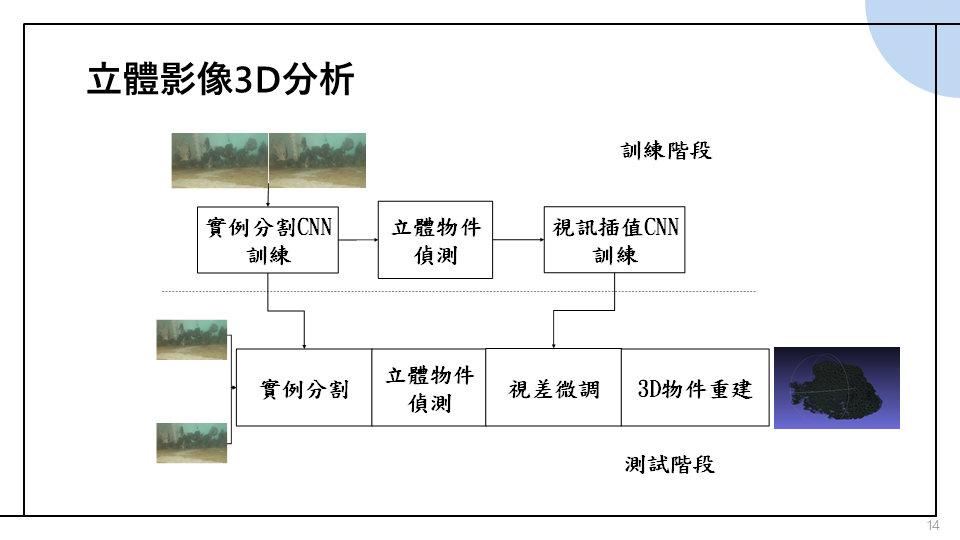 立體影像3D分析
訓練階段
實例分割CNN
訓練
立體物件
偵測
視訊插值CNN
訓練
實例分割
立體物件
偵測
視差微調
3D物件重建
測試階段
14